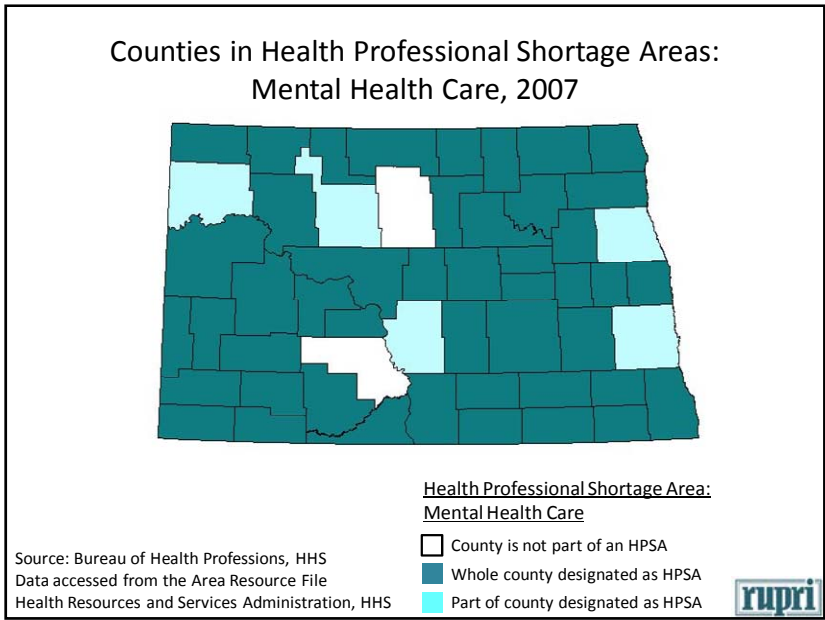 Counties in Health Professional Shortage Areas:
Mental Health Care, 2007
Health Professional Shortage Area:
Mental Health Care
County is not part of an HPSA
Whole county designated as HPSA
Part of county designated as HPSA
Source: Bureau of Health Professions, HHS
Data accessed from the Area Resource File
Health Resources and Services Administration, HHS
rupri